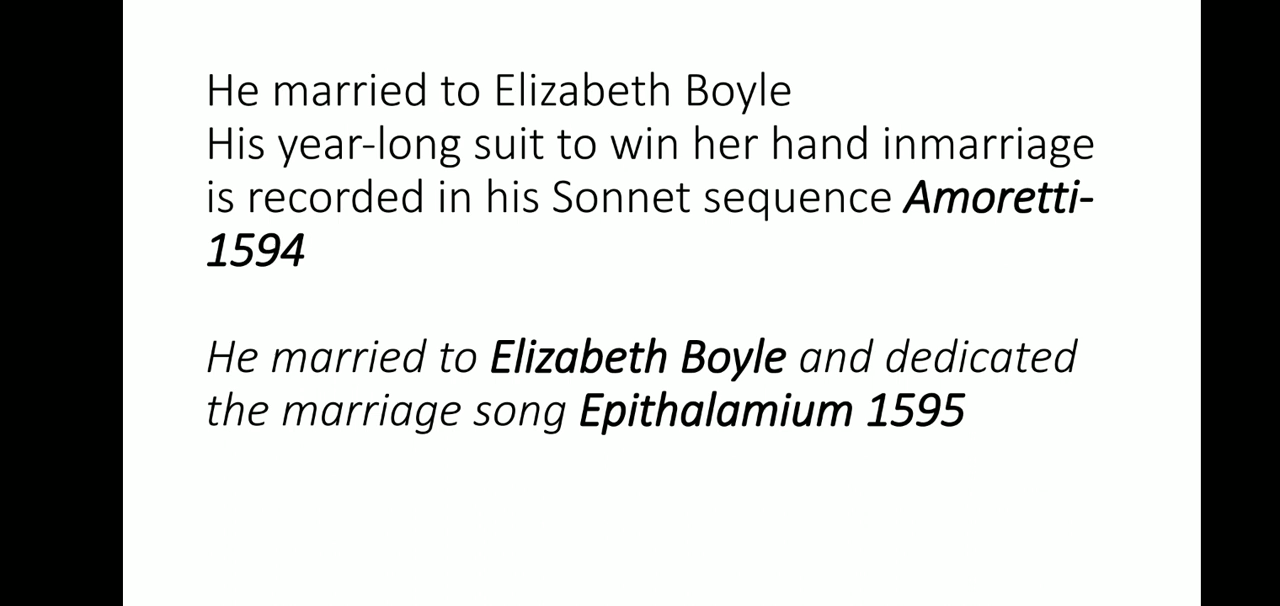 He married to Elizabeth Boyle
His year-long suit to win her hand inmarriage
is recorded in his Sonnet sequence Amoretti-
1594
He married to Elizabeth Boyle and dedicated
the marriage song Epithalamium 1595